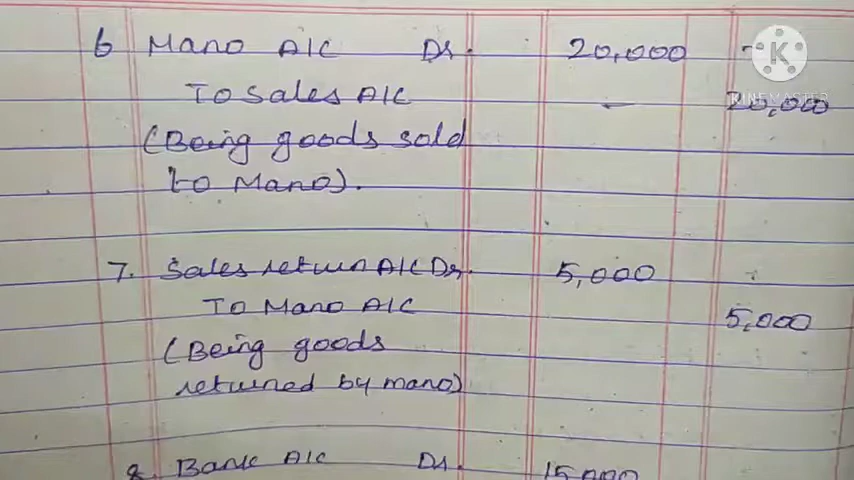 6 Mano A/C Dr. 20,000 -
To Sales A/C - 20,000
(Being goods sold
to Mano).
7. Sales return A/C Dr. 5,000 -
To Mano A/C 5,000
(Being goods
returned by mano)
8. Bank A/C Dr. 15,000
K
KINEMASTER